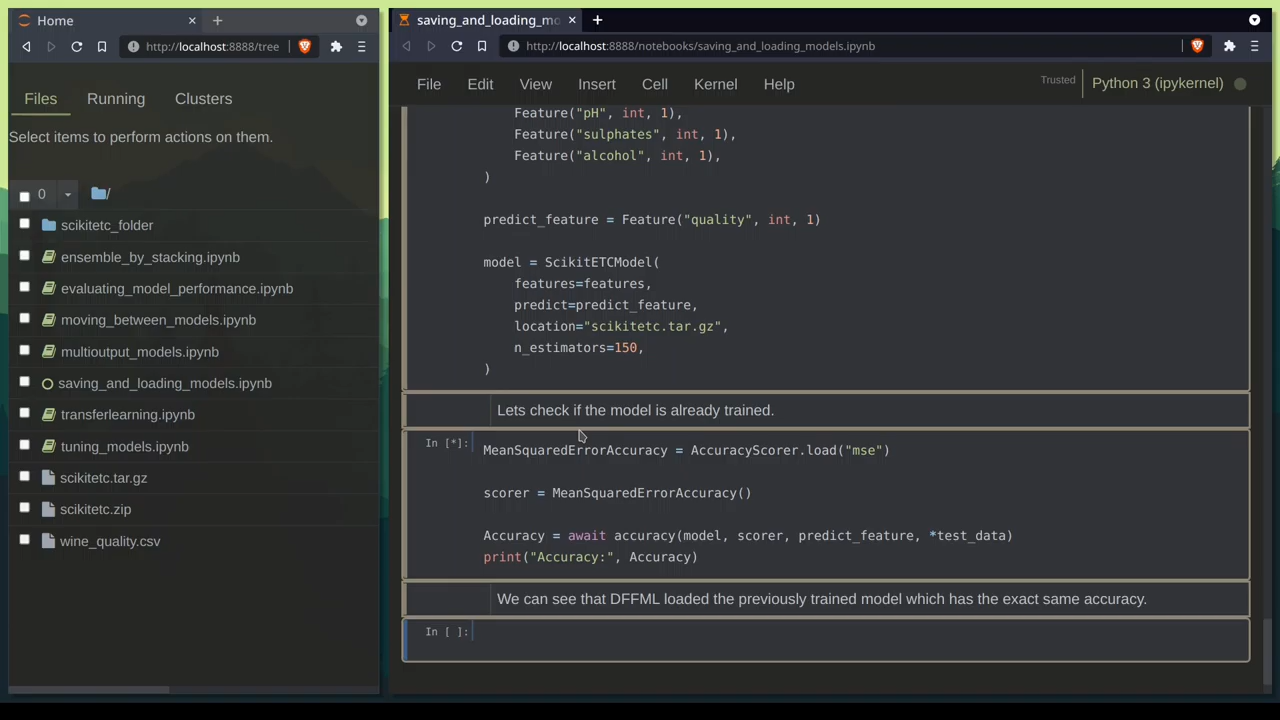 Home
http://localhost:8888/tree
Files
Running
Clusters
Select items to perform actions on them.
0
/
scikitetc_folder
ensemble_by_stacking.ipynb
evaluating_model_performance.ipynb
moving_between_models.ipynb
multioutput_models.ipynb
saving_and_loading_models.ipynb
transferlearning.ipynb
tuning_models.ipynb
scikitetc.tar.gz
scikitetc.zip
wine_quality.csv
saving_and_loading_mo
http://localhost:8888/notebooks/saving_and_loading_models.ipynb
File Edit View Insert Cell Kernel Help
Trusted
Python 3 (ipykernel)
Feature("pH", int, 1),
Feature("sulphates", int, 1),
Feature("alcohol", int, 1),
)
predict_feature = Feature("quality", int, 1)
model = ScikitETCModel(
features=features,
predict=predict_feature,
location="scikitetc.tar.gz",
n_estimators=150,
)
Lets check if the model is already trained.
In [*]:
MeanSquaredErrorAccuracy = AccuracyScorer.load("mse")
scorer = MeanSquaredErrorAccuracy()
Accuracy = await accuracy(model, scorer, predict_feature, *test_data)
print("Accuracy:", Accuracy)
We can see that DFFML loaded the previously trained model which has the exact same accuracy.
In [ ]: